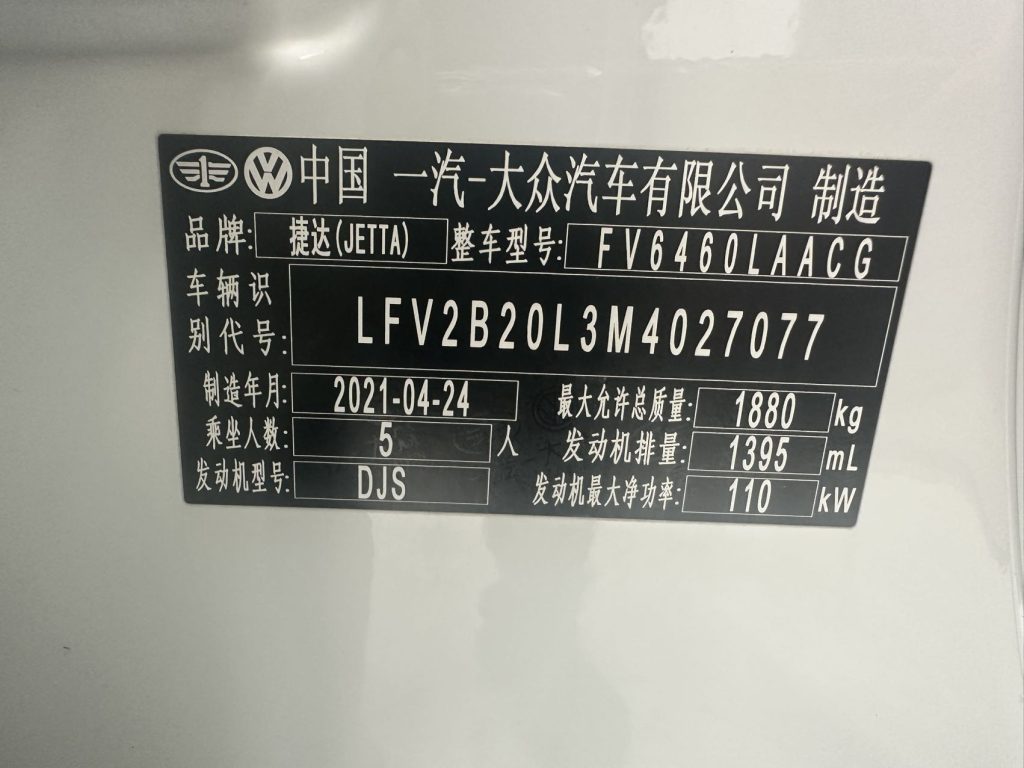 中国 一汽-大众汽车有限公司 制造
品牌: 捷达(JETTA) 整车型号: FV6460LAACG
车辆识别代号: LFV2B20L3M4027077
制造年月: 2021-04-24 最大允许总质量: 1880 kg
乘坐人数: 5 人 发动机排量: 1395 mL
发动机型号: DJS 发动机最大净功率: 110 kW